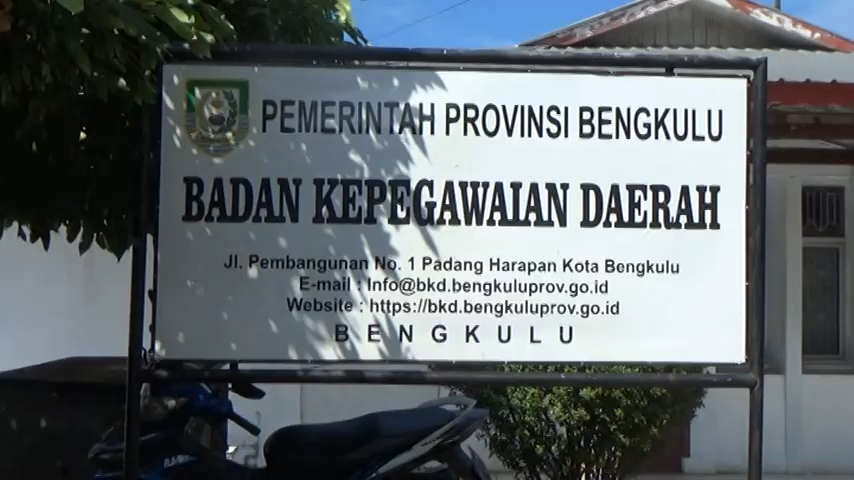 PEMERINTAH PROVINSI BENGKULU
BADAN KEPEGAWAIAN DAERAH
Jl. Pembangunan No. 1 Padang Harapan Kota Bengkulu
E-mail : Info@bkd.bengkuluprov.go.id
Website : https://bkd.bengkuluprov.go.id
BENGKULU